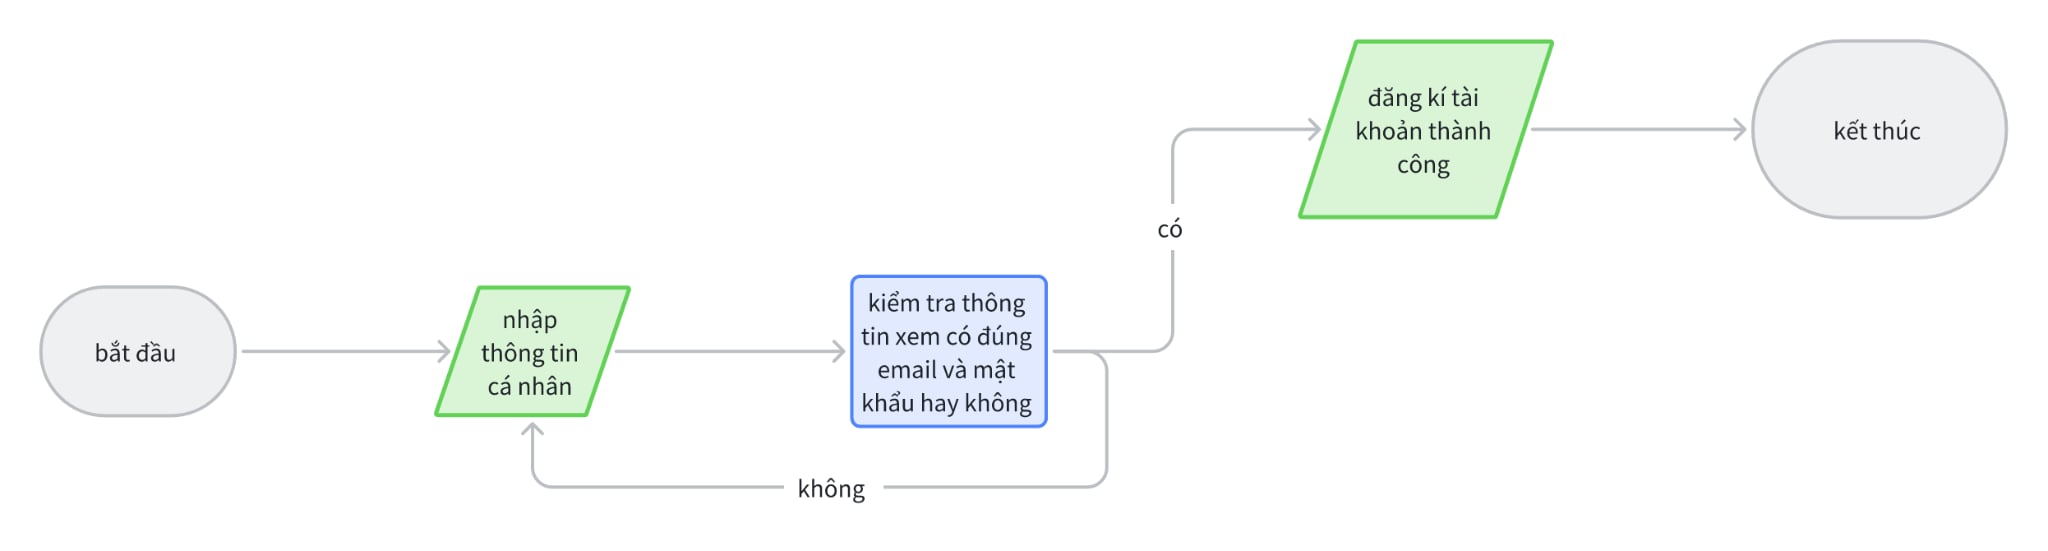 bắt đầu
nhập
thông tin
cá nhân
kiểm tra thông
tin xem có đúng
email và mật
khẩu hay không
không
có
đăng kí tài
khoản thành
công
kết thúc